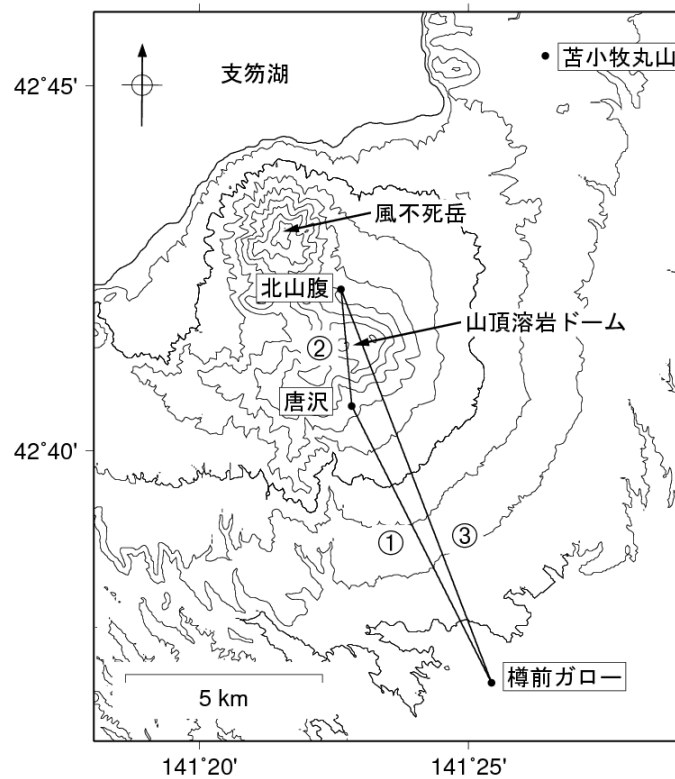 42°45'
支笏湖
苫小牧丸山
風不死岳
北山腹
山頂溶岩ドーム
②
唐沢
42°40'
①
③
樽前ガロー
5 km
141°20'
141°25'